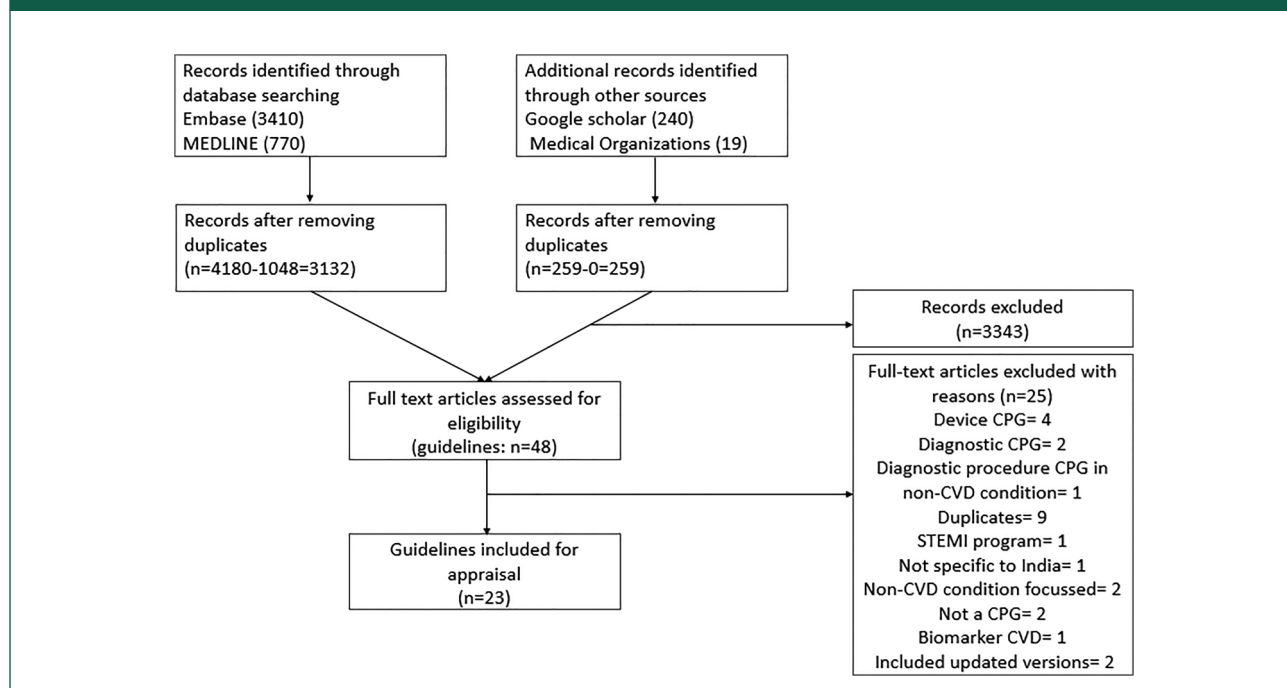 Records identified through
database searching
Embase (3410)
MEDLINE (770)
Additional records identified
through other sources
Google scholar (240)
Medical Organizations (19)
Records after removing
duplicates
(n=4180-1048=3132)
Records after removing
duplicates
(n=259-0=259)
Records excluded
(n=3343)
Full text articles assessed for
eligibility
(guidelines: n=48)
Full-text articles excluded with
reasons (n=25)
Device CPG= 4
Diagnostic CPG= 2
Diagnostic procedure CPG in
non-CVD condition= 1
Duplicates= 9
STEMI program= 1
Not specific to India= 1
Non-CVD condition focussed= 2
Not a CPG= 2
Biomarker CVD= 1
Included updated versions= 2
Guidelines included for
appraisal
(n=23)